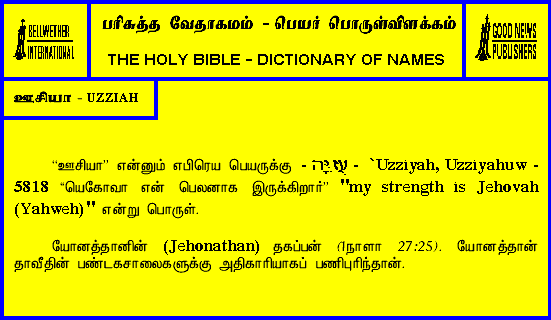 BELLWETHER
INTERNATIONAL
பரிசுத்த வேதாகமம் - பெயர் பொருள்விளக்கம்
THE HOLY BIBLE - DICTIONARY OF NAMES
GOOD NEWS
PUBLISHERS
ஊசியா - UZZIAH
“ஊசியா” என்னும் எபிரெய பெயருக்கு - עֻזִּיָּה - `Uzziyah, Uzziyahuw -
5818 “யெகோவா என் பெலனாக இருக்கிறார்” "my strength is Jehovah
(Yahweh)" என்று பொருள்.
யோனத்தானின் (Jehonathan) தகப்பன் (1நாளா 27:25). யோனத்தான்
தாவீதின் பண்டகசாலைகளுக்கு அதிகாரியாகப் பணிபுரிந்தான்.